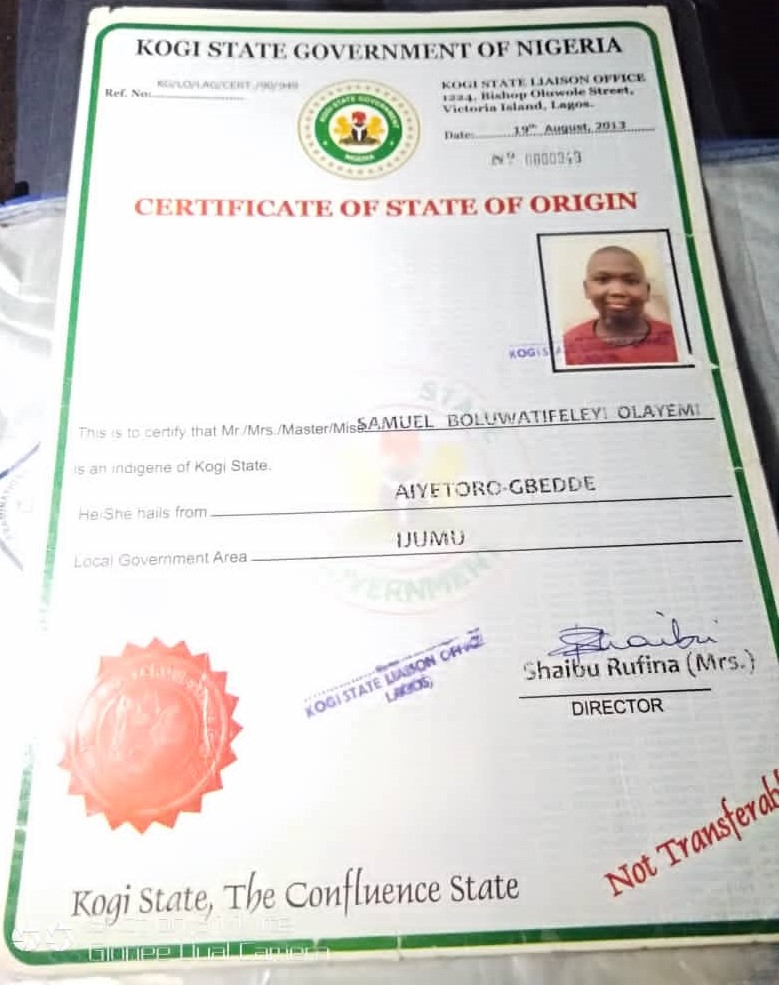 KOGI STATE GOVERNMENT OF NIGERIA
Ref. No: KG/LO/LAG/CERT./90/949
KOGI STATE GOVERNMENT
NIGERIA
KOGI STATE LIAISON OFFICE
1224, Bishop Oluwole Street,
Victoria Island, Lagos.
Date: 19th August, 2013
Nº 0000949
CERTIFICATE OF STATE OF ORIGIN
KOGI S
This is to certify that Mr./Mrs./Master/Miss SAMUEL BOLUWATIFELEYI OLAYEMI
is an indigene of Kogi State.
He/She hails from AIYETORO-GBEDDE
Local Government Area IJUMU
KOGI STATE LIAISON OFFICE
LAGOS
Shaibu
Shaibu Rufina (Mrs.)
DIRECTOR
Not Transferab
Kogi State, The Confluence State
Gionee Dual Camera